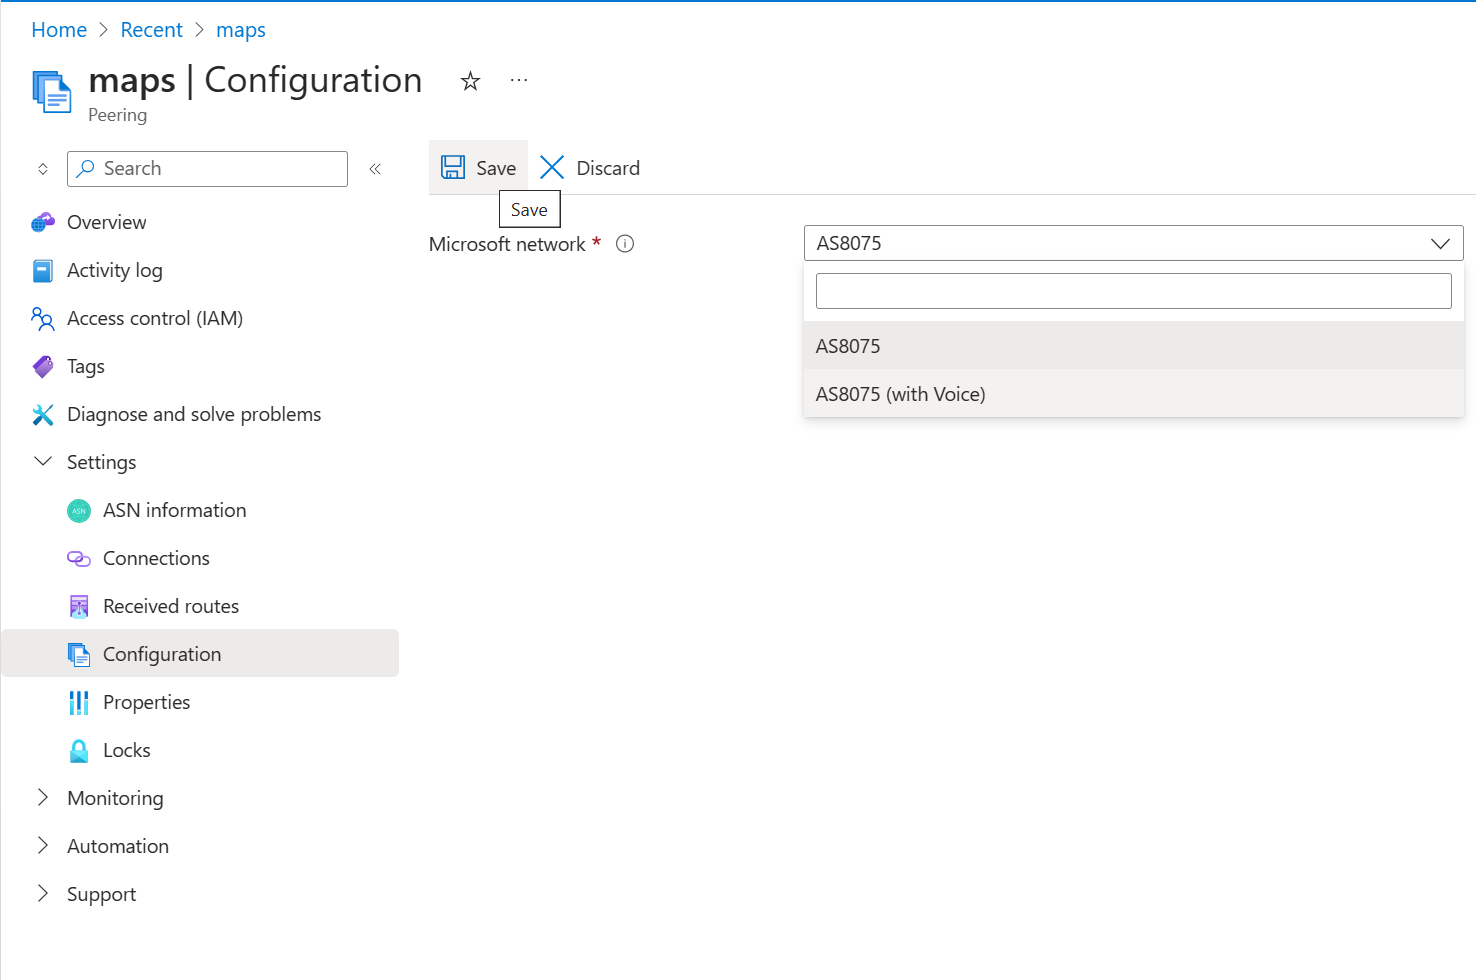 Home > Recent > maps
maps | Configuration
Peering
Search
Save
Discard
Save
Overview
Activity log
Access control (IAM)
Tags
Diagnose and solve problems
Settings
ASN
ASN information
Connections
Received routes
Configuration
Properties
Locks
Monitoring
Automation
Support
Microsoft network *
AS8075
AS8075
AS8075 (with Voice)